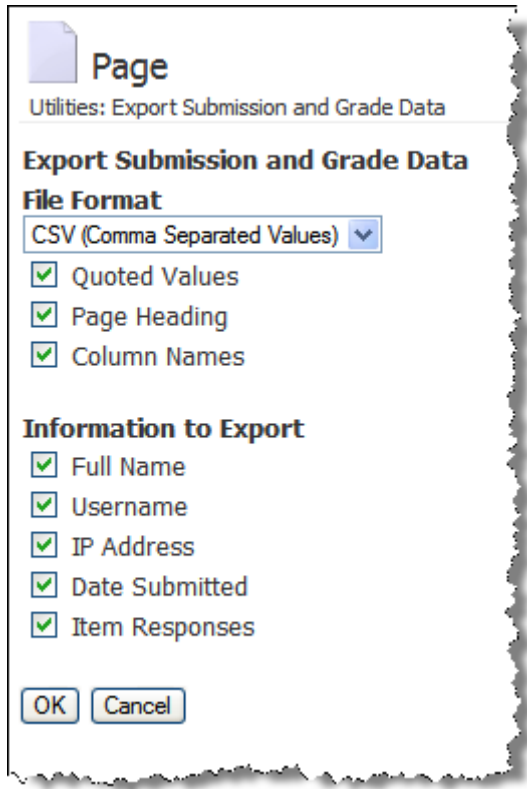 Page
Utilities: Export Submission and Grade Data
Export Submission and Grade Data
File Format
CSV (Comma Separated Values)
Quoted Values
Page Heading
Column Names
Information to Export
Full Name
Username
IP Address
Date Submitted
Item Responses
OK Cancel